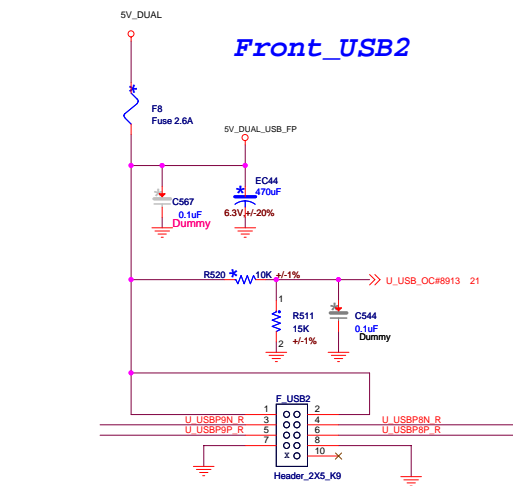 5V_DUAL
Front_USB2
F8
Fuse 2.6A
5V_DUAL_USB_FP
EC44
470uF
6.3V,+/-20%
C567
0.1uF
Dummy
R520 10K +/-1%
U_USB_OC#8913 21
1
R511
15K
+/-1%
2
C544
0.1uF
Dummy
F_USB2
1 2
U_USBP9N_R 3 4 U_USBP8N_R
U_USBP9P_R 5 6 U_USBP8P_R
7 8
X 10
Header_2X5_K9